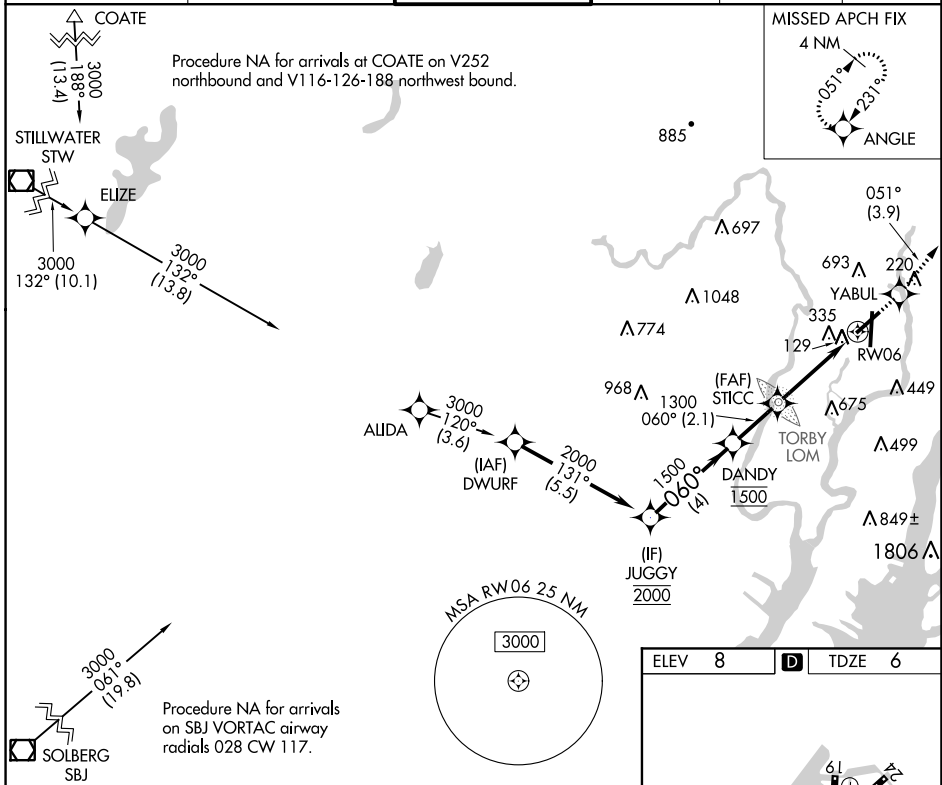 COATE
3000
188°
(13.4)
Procedure NA for arrivals at COATE on V252
northbound and V116-126-188 northwest bound.
MISSED APCH FIX
4 NM
051°
231°
ANGLE
885
STILLWATER
STW
ELIZE
3000
132° (10.1)
3000
132°
(13.8)
051°
(3.9)
697
693
220
YABUL
1048
774
335
129
RW06
968
(FAF)
STICC
1300
060° (2.1)
449
675
TORBY
LOM
499
ALIDA
3000
120°
(3.6)
(IAF)
DWURF
2000
131°
(5.5)
1500
060°
(4)
DANDY
1500
849±
1806
(IF)
JUGGY
2000
MSA RW06 25 NM
3000
ELEV 8
D
TDZE 6
3000
061°
(19.8)
Procedure NA for arrivals
on SBJ VORTAC airway
radials 028 CW 117.
SOLBERG
SBJ
19
24